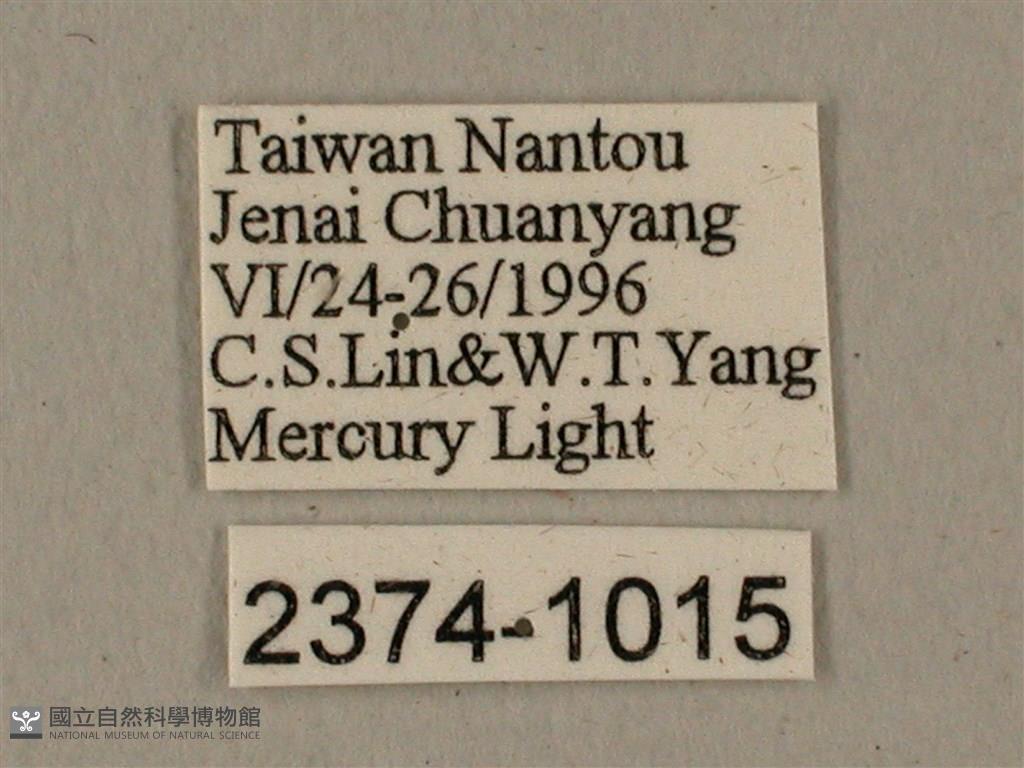 Taiwan Nantou
Jenai Chuanyang
VI/24-26/1996
C.S.Lin&W.T.Yang
Mercury Light
2374-1015
國立自然科學博物館
NATIONAL MUSEUM OF NATURAL SCIENCE